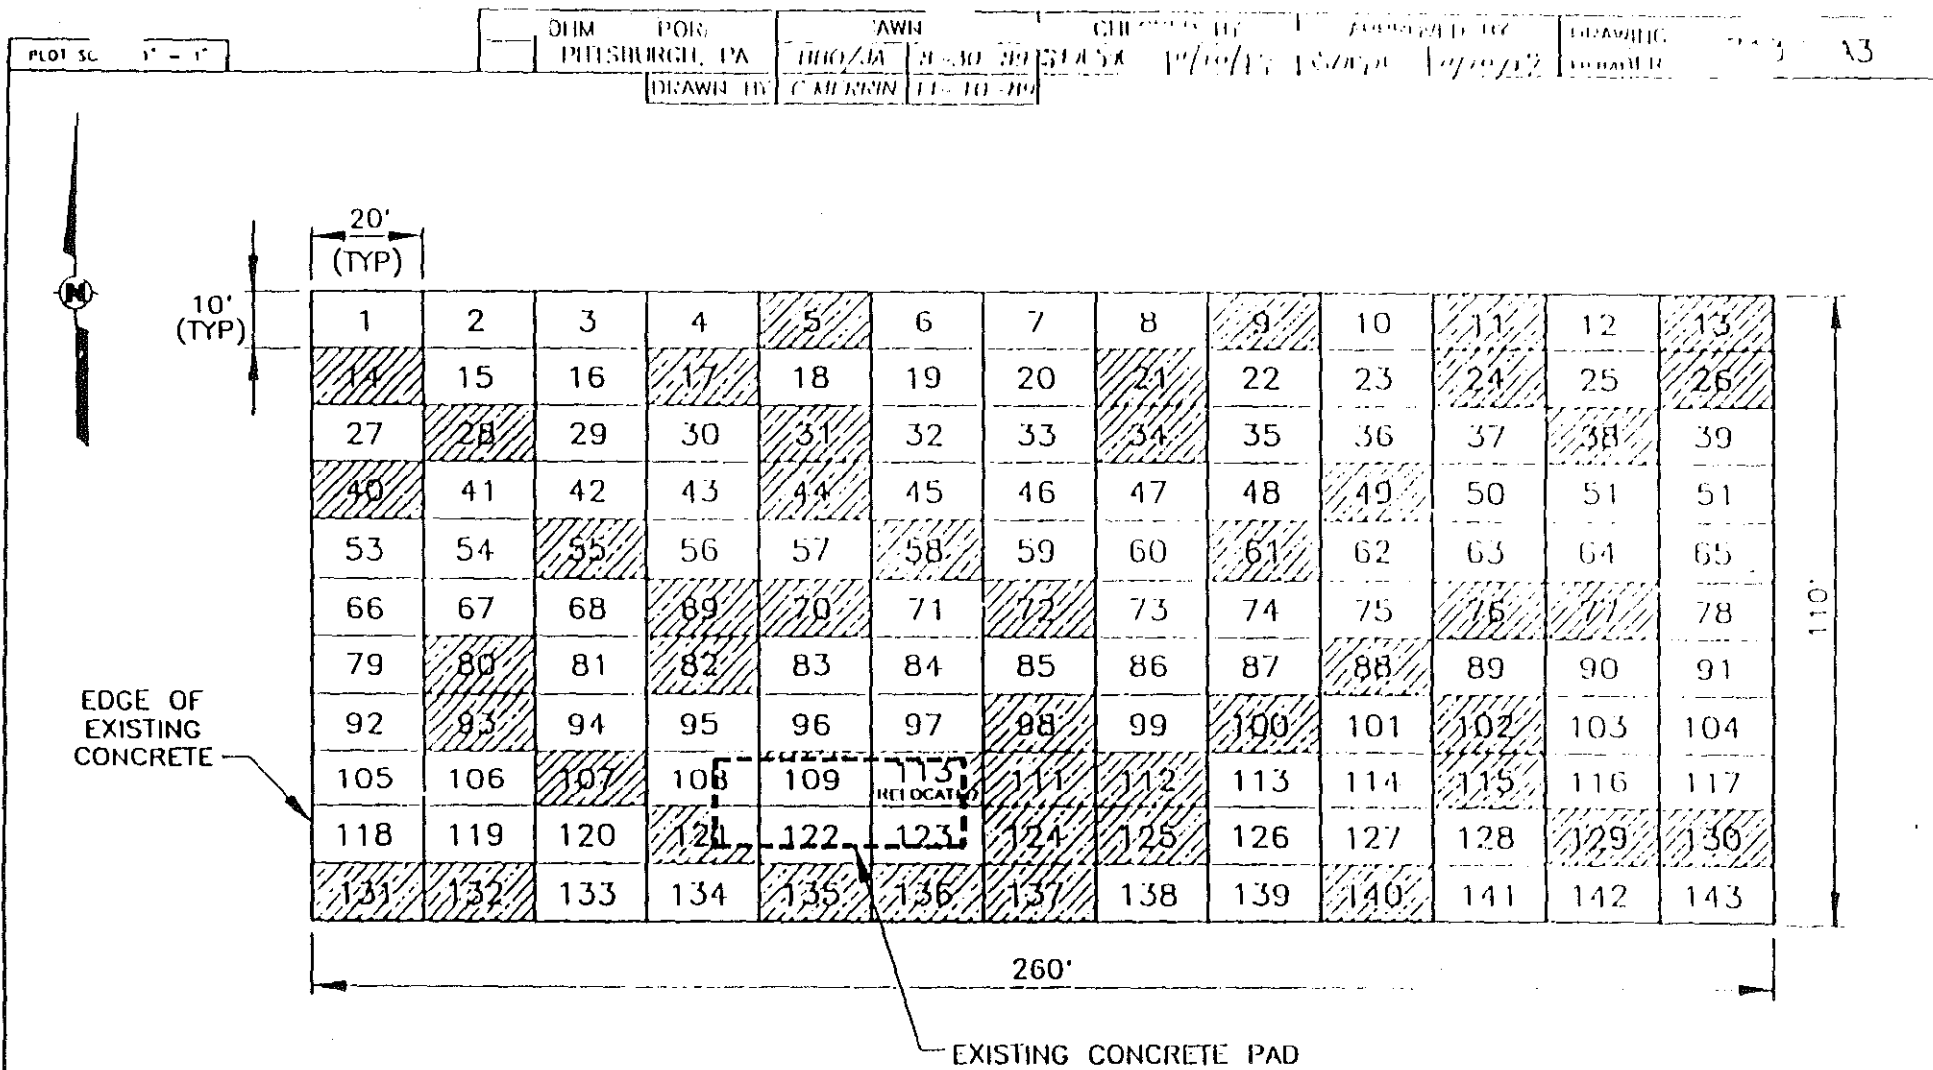 PLOT SC 1" = 1"
OHM
PITTSBURGH, PA
DRAWN BY C MERRIN 11-10-89
DRAWING
NUMBER
A3
N
20'
(TYP)
10'
(TYP)
1 2 3 4 5 6 7 8 9 10 11 12 13
14 15 16 17 18 19 20 21 22 23 24 25 26
27 28 29 30 31 32 33 34 35 36 37 38 39
40 41 42 43 44 45 46 47 48 49 50 51 51
53 54 55 56 57 58 59 60 61 62 63 64 65
66 67 68 69 70 71 72 73 74 75 76 77 78
79 80 81 82 83 84 85 86 87 88 89 90 91
92 93 94 95 96 97 98 99 100 101 102 103 104
105 106 107 108 109 113 111 112 113 114 115 116 117
RELOCATED
118 119 120 121 122 123 124 125 126 127 128 129 130
131 132 133 134 135 136 137 138 139 140 141 142 143
110'
EDGE OF
EXISTING
CONCRETE
260'
EXISTING CONCRETE PAD